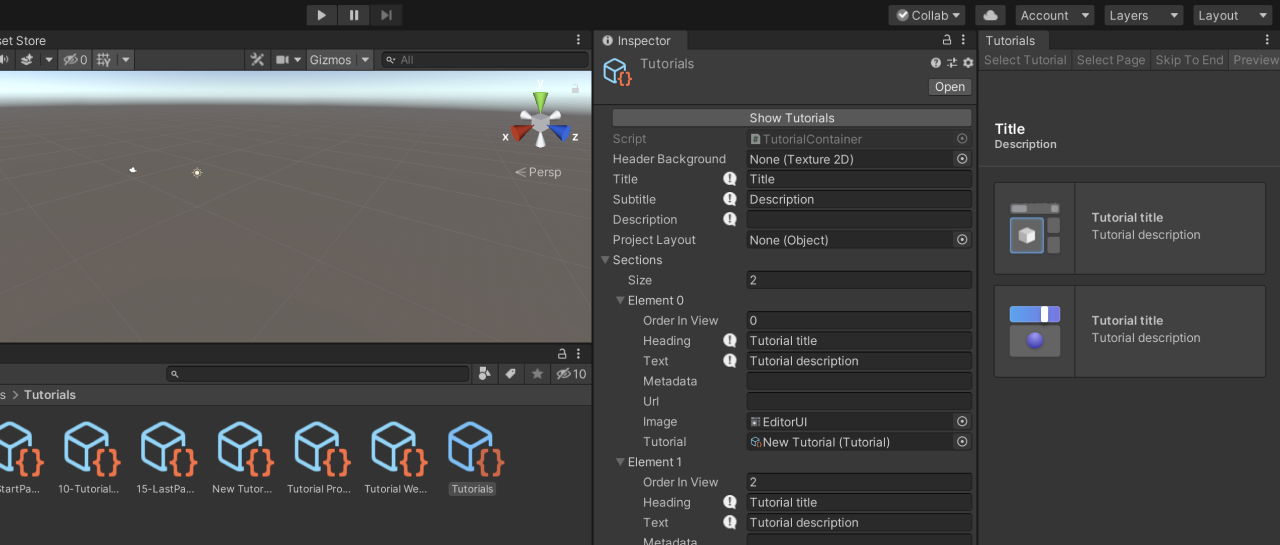 Collab
Account
Layers
Layout
et Store
0
Gizmos
All
y
x
z
Persp
10
s > Tutorials
StartPa...
10-Tutorial...
15-LastPa...
New Tutor...
Tutorial Pro...
Tutorial We...
Tutorials
Inspector
Tutorials
Open
Show Tutorials
Script
TutorialContainer
Header Background
None (Texture 2D)
Title
Title
Subtitle
Description
Description
Project Layout
None (Object)
Sections
Size
2
Element 0
Order In View
0
Heading
Tutorial title
Text
Tutorial description
Metadata
Url
Image
EditorUI
Tutorial
New Tutorial (Tutorial)
Element 1
Order In View
2
Heading
Tutorial title
Text
Tutorial description
Metadata
Tutorials
Select Tutorial
Select Page
Skip To End
Preview
Title
Description
Tutorial title
Tutorial description
Tutorial title
Tutorial description